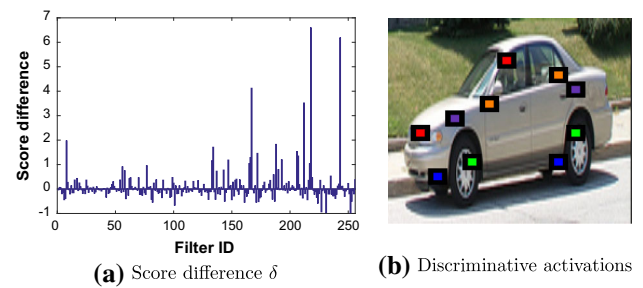 7
6
5
4
3
2
1
0
-1
0 50 100 150 200 250
Score difference
Filter ID
(a) Score difference δ
(b) Discriminative activations